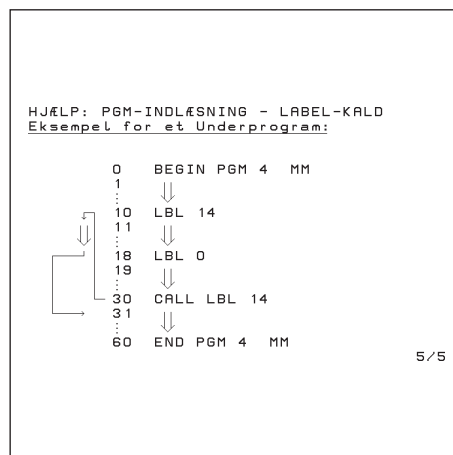 HJÆLP: PGM-INDLÆSNING - LABEL-KALD
Eksempel for et Underprogram:
0 BEGIN PGM 4 MM
1
10 LBL 14
11
18 LBL 0
19
30 CALL LBL 14
31
60 END PGM 4 MM
5/5